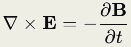 ∇ × 𝐄 = − ∂𝐁/∂t